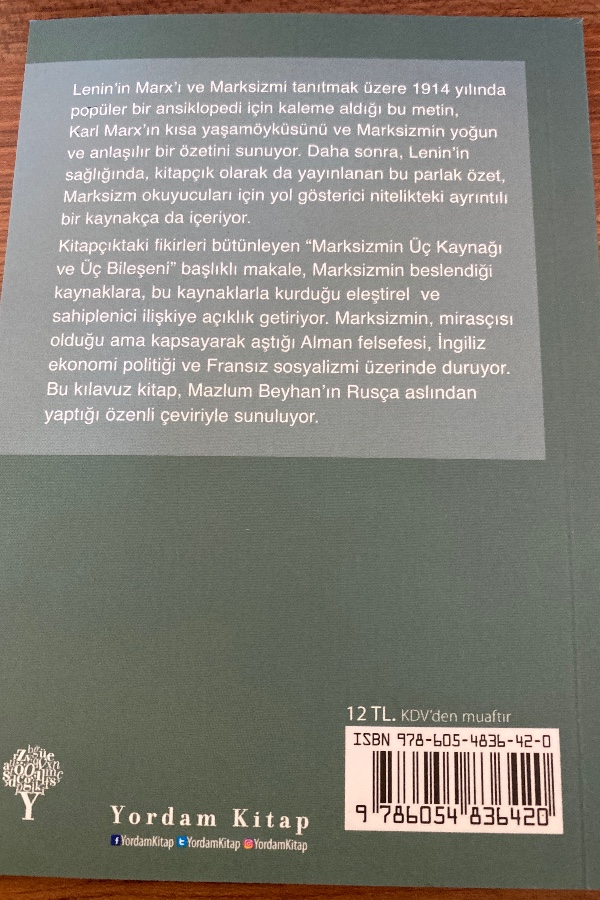 Lenin'in Marx'ı ve Marksizmi tanıtmak üzere 1914 yılında
popüler bir ansiklopedi için kaleme aldığı bu metin,
Karl Marx'ın kısa yaşamöyküsünü ve Marksizmin yoğun
ve anlaşılır bir özetini sunuyor. Daha sonra, Lenin'in
sağlığında, kitapçık olarak da yayınlanan bu parlak özet,
Marksizm okuyucuları için yol gösterici nitelikteki ayrıntılı
bir kaynakça da içeriyor.
Kitapçıktaki fikirleri bütünleyen “Marksizmin Üç Kaynağı
ve Üç Bileşeni” başlıklı makale, Marksizmin beslendiği
kaynaklara, bu kaynaklarla kurduğu eleştirel ve
sahiplenici ilişkiye açıklık getiriyor. Marksizmin, mirasçısı
olduğu ama kapsayarak aştığı Alman felsefesi, İngiliz
ekonomi politiği ve Fransız sosyalizmi üzerinde duruyor.
Bu kılavuz kitap, Mazlum Beyhan'ın Rusça aslından
yaptığı özenli çeviriyle sunuluyor.
12 TL. KDV'den muaftır
ISBN 978-605-4836-42-0
9 786054 836420
Yordam Kitap
YordamKitap YordamKitap YordamKitap